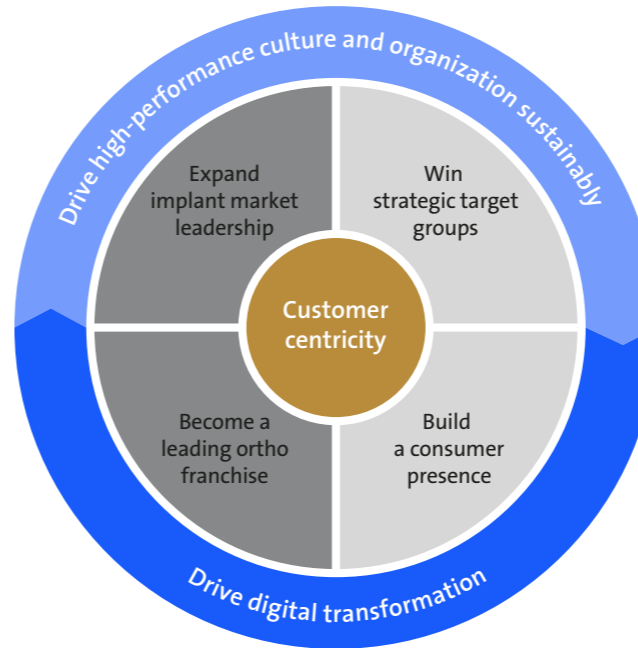 Drive high-performance culture and organization sustainably
Expand
implant market
leadership
Win
strategic target
groups
Customer
centricity
Become a
leading ortho
franchise
Build
a consumer
presence
Drive digital transformation